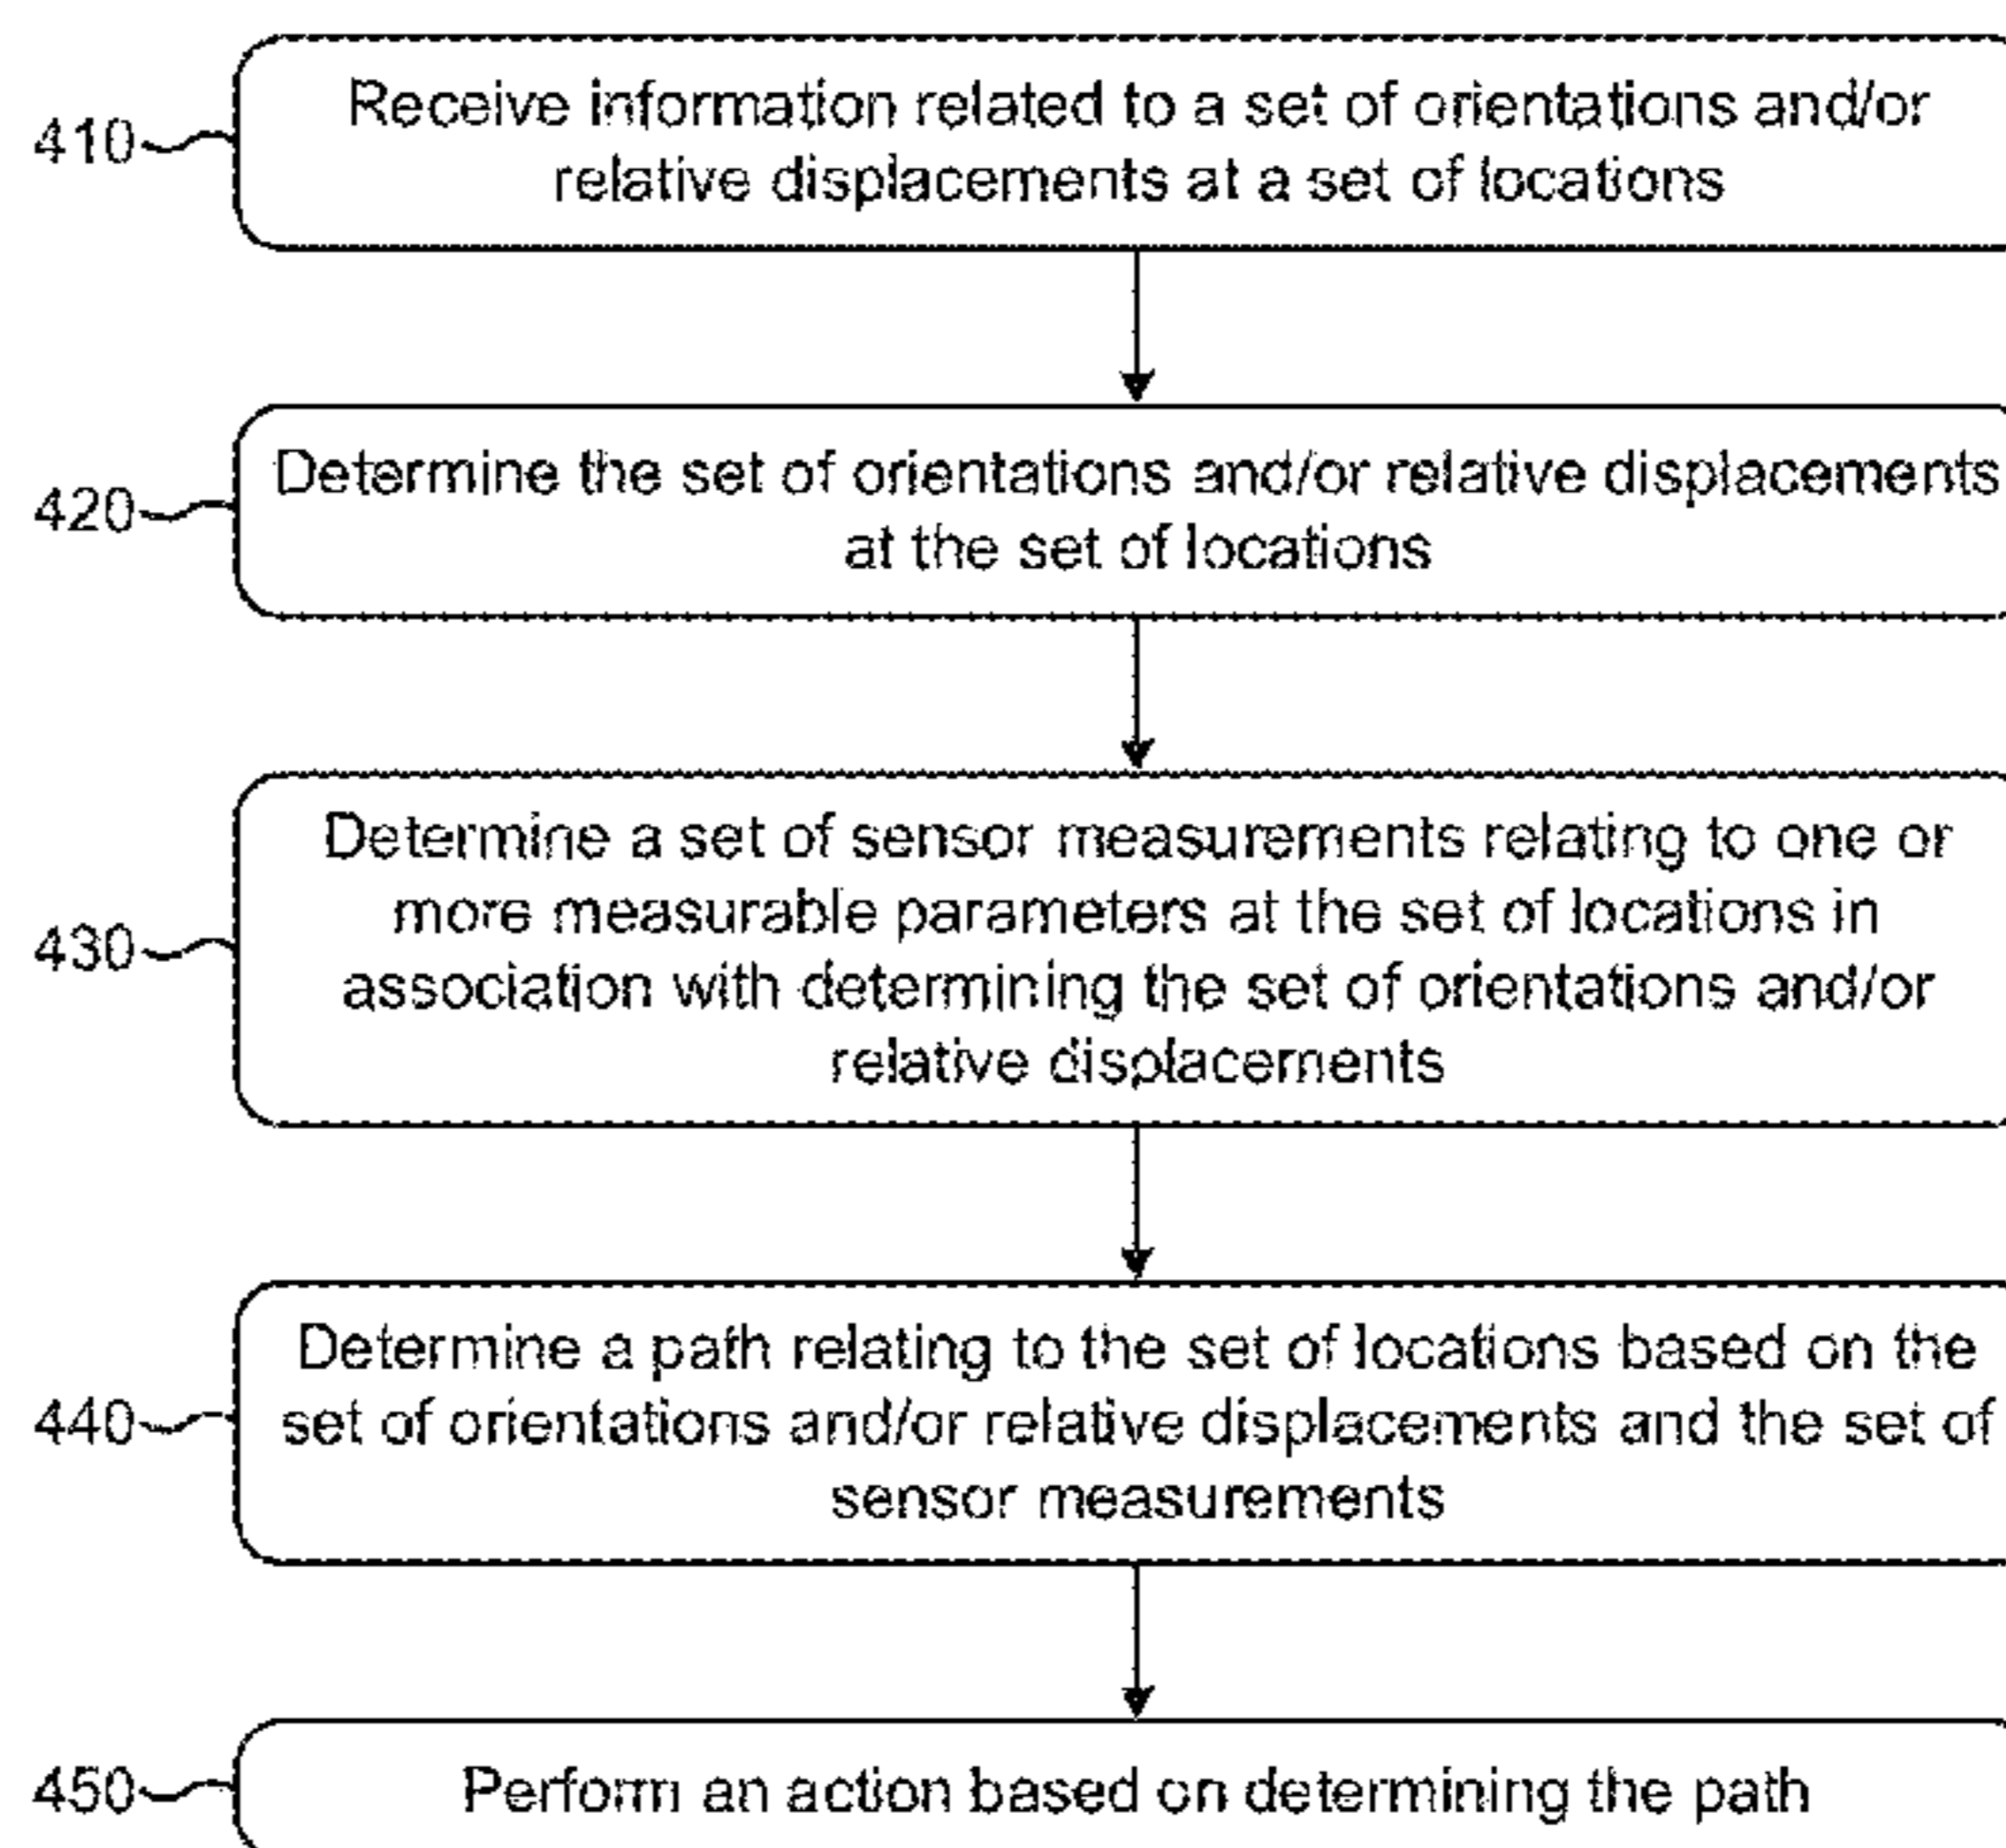 Receive information related to a set of orientations and/or
410
relative displacements at a set of locations
Determine the set of orientations and/or relative displacements
420
at the set of locations
Determine a set of sensor measurements relating to one or
more measurable parameters at the set of locations in
430
association with determining the set of orientations and/or
relative displacements
Determine a path relating to the set of locations based on the
440
set of orientations and/or relative displacements and the set of
sensor measurements
450
Perform an action based on determining the path